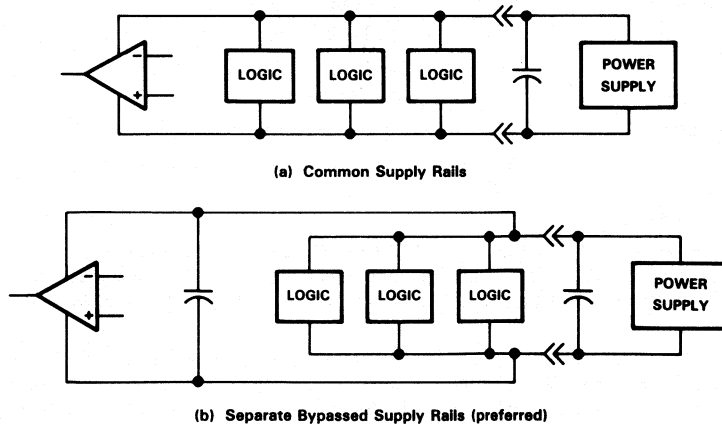 LOGIC LOGIC LOGIC
POWER
SUPPLY
(a) Common Supply Rails
LOGIC LOGIC LOGIC
POWER
SUPPLY
(b) Separate Bypassed Supply Rails (preferred)